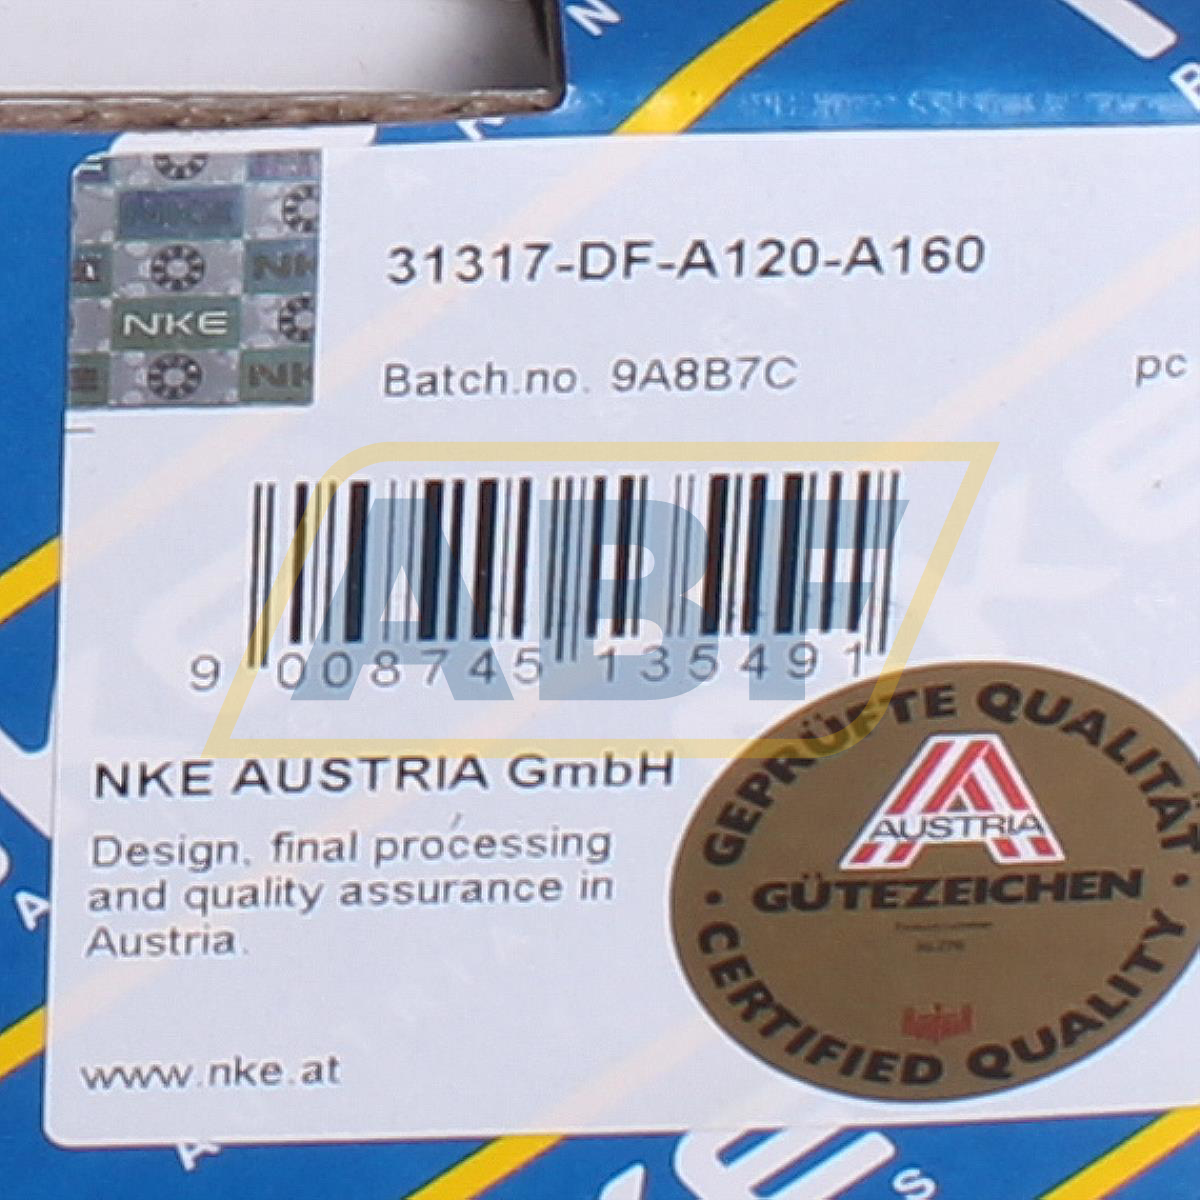 31317-DF-A120-A160
Batch.no. 9A8B7C
pc
NKE
9 008745 135491
ABF
NKE AUSTRIA GmbH
Design, final processing
and quality assurance in
Austria.
www.nke.at
GEPRÜFTE QUALITÄT
AUSTRIA
GÜTEZEICHEN
CERTIFIED QUALITY